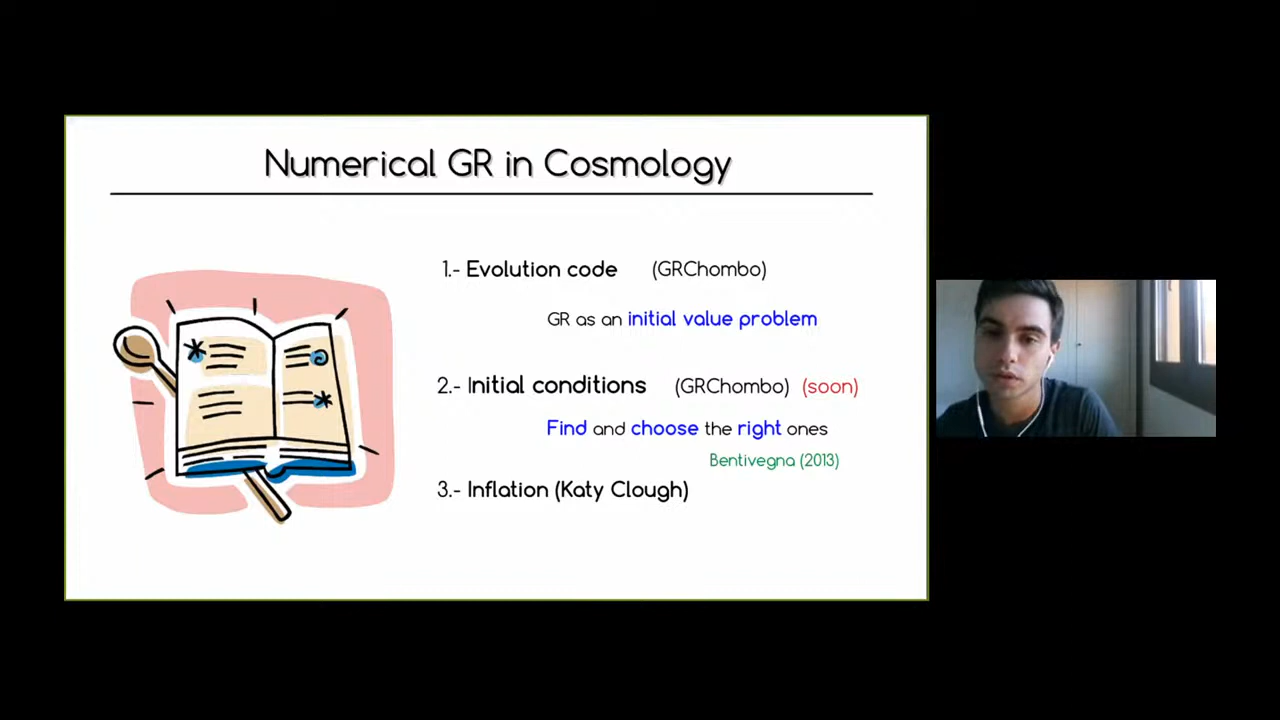 Numerical GR in Cosmology
1.- Evolution code (GRChombo)
GR as an initial value problem
2.- Initial conditions (GRChombo) (soon)
Find and choose the right ones
Bentivegna (2013)
3.- Inflation (Katy Clough)